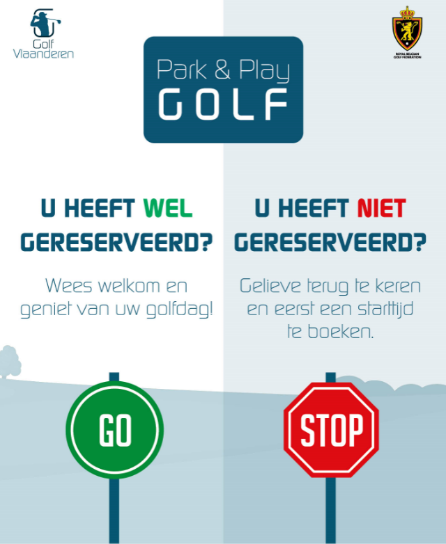 Golf
Vlaanderen
ROYAL BELGIAN
GOLF FEDERATION
Park & Play
GOLF
U HEEFT WEL
GERESERVEERD?
Wees welkom en
geniet van uw golfdag!
GO
U HEEFT NIET
GERESERVEERD?
Gelieve terug te keren
en eerst een starttijd
te boeken.
STOP